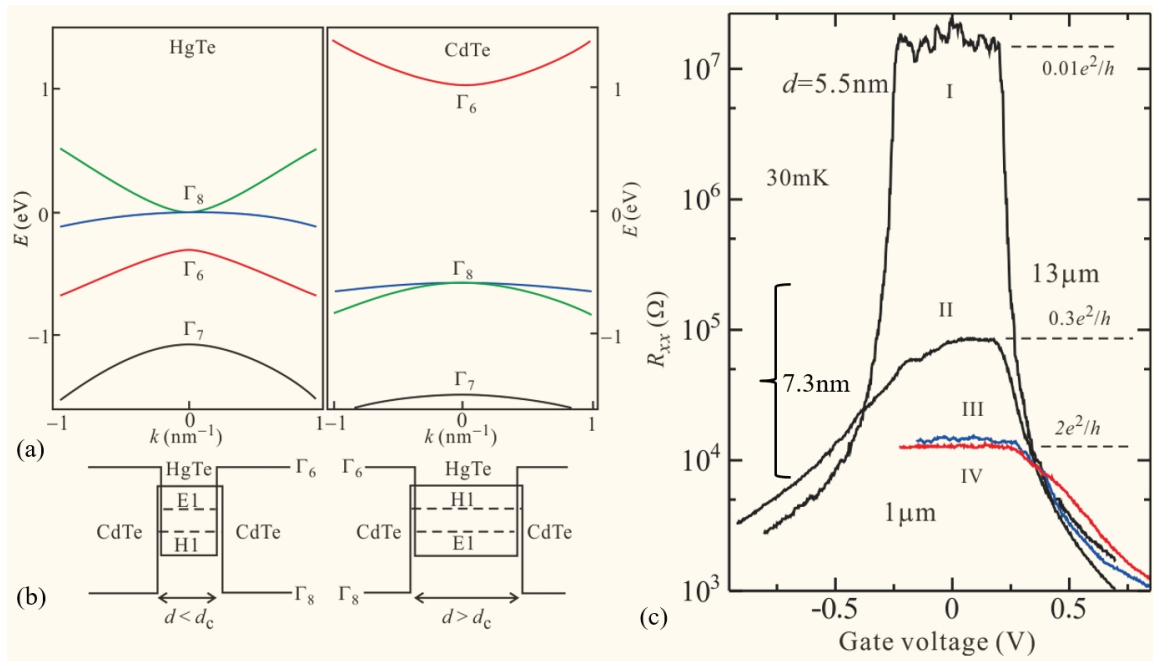 HgTe
CdTe
1
0
−1
E (eV)
Γ8
Γ6
Γ7
Γ6
Γ8
Γ7
1
0
−1
E (eV)
−1
0
1
k (nm⁻¹)
−1
0
1
k (nm⁻¹)
(a)
HgTe
Γ6
E1
CdTe
CdTe
H1
Γ8
d < dc
Γ6
HgTe
H1
CdTe
CdTe
E1
Γ8
d > dc
(b)
10⁷
10⁶
10⁵
10⁴
10³
Rxx (Ω)
I
0.01e²/h
d=5.5nm
30mK
13μm
II
0.3e²/h
7.3nm
III
2e²/h
IV
1μm
-0.5
0
0.5
Gate voltage (V)
(c)